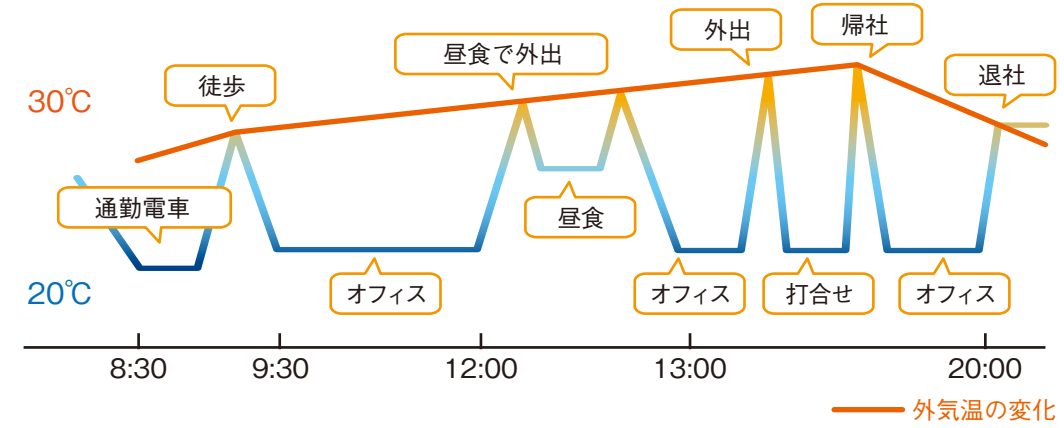 外出
帰社
昼食で外出
退社
徒歩
30℃
通勤電車
昼食
20℃
オフィス
オフィス
打合せ
オフィス
8:30
9:30
12:00
13:00
20:00
外気温の変化